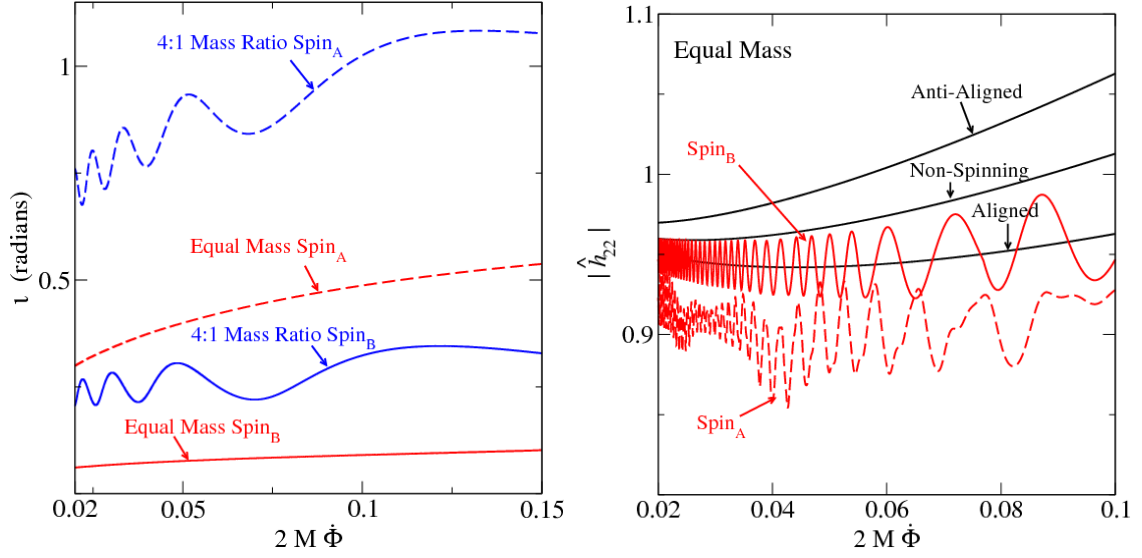 1
0.5
ι (radians)
4:1 Mass Ratio Spin_A
Equal Mass Spin_A
4:1 Mass Ratio Spin_B
Equal Mass Spin_B
0.02
0.05
0.1
0.15
2 M Φ̇
Equal Mass
1.1
1
0.9
|ĥ_22|
Anti-Aligned
Spin_B
Non-Spinning
Aligned
Spin_A
0.02
0.04
0.06
0.08
0.1
2 M Φ̇